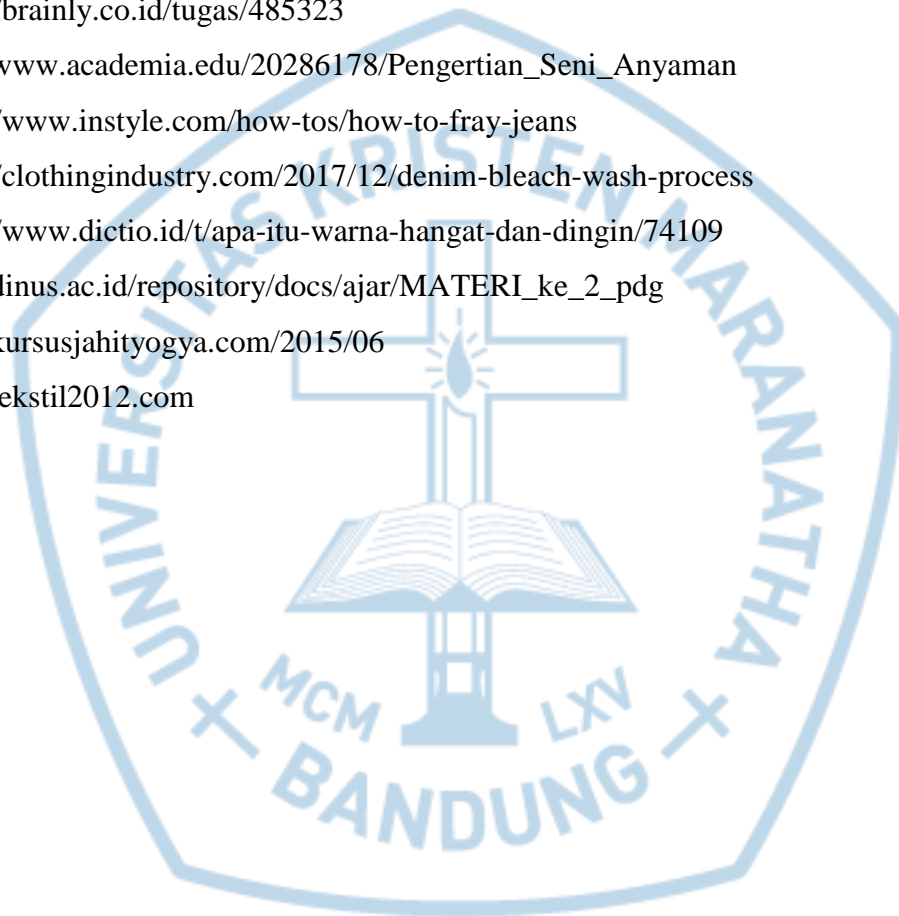 /brainly.co.id/tugas/485323
www.academia.edu/20286178/Pengertian_Seni_Anyaman
/www.instyle.com/how-tos/how-to-fray-jeans
/clothingindustry.com/2017/12/denim-bleach-wash-process
/www.dictio.id/t/apa-itu-warna-hangat-dan-dingin/74109
dinus.ac.id/repository/docs/ajar/MATERI_ke_2_pdg
kursusjahityogya.com/2015/06
ekstil2012.com
UNIVERSITAS KRISTEN MARANATHA
MCM LXV
BANDUNG